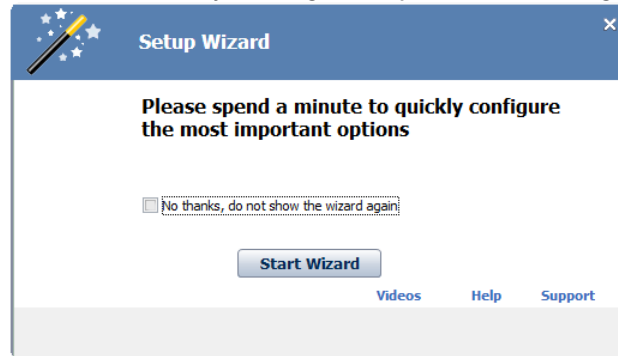 Setup Wizard
Please spend a minute to quickly configure
the most important options
No thanks, do not show the wizard again
Start Wizard
Videos Help Support